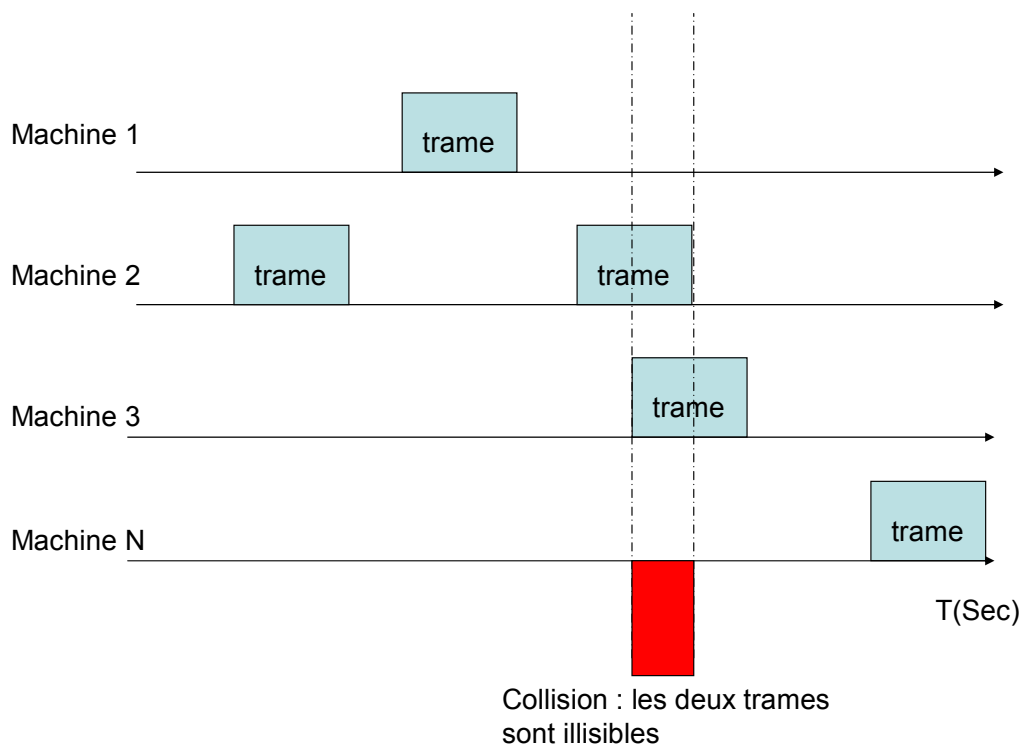 Machine 1
trame
Machine 2
trame
trame
Machine 3
trame
Machine N
trame
T(Sec)
Collision : les deux trames
sont illisibles